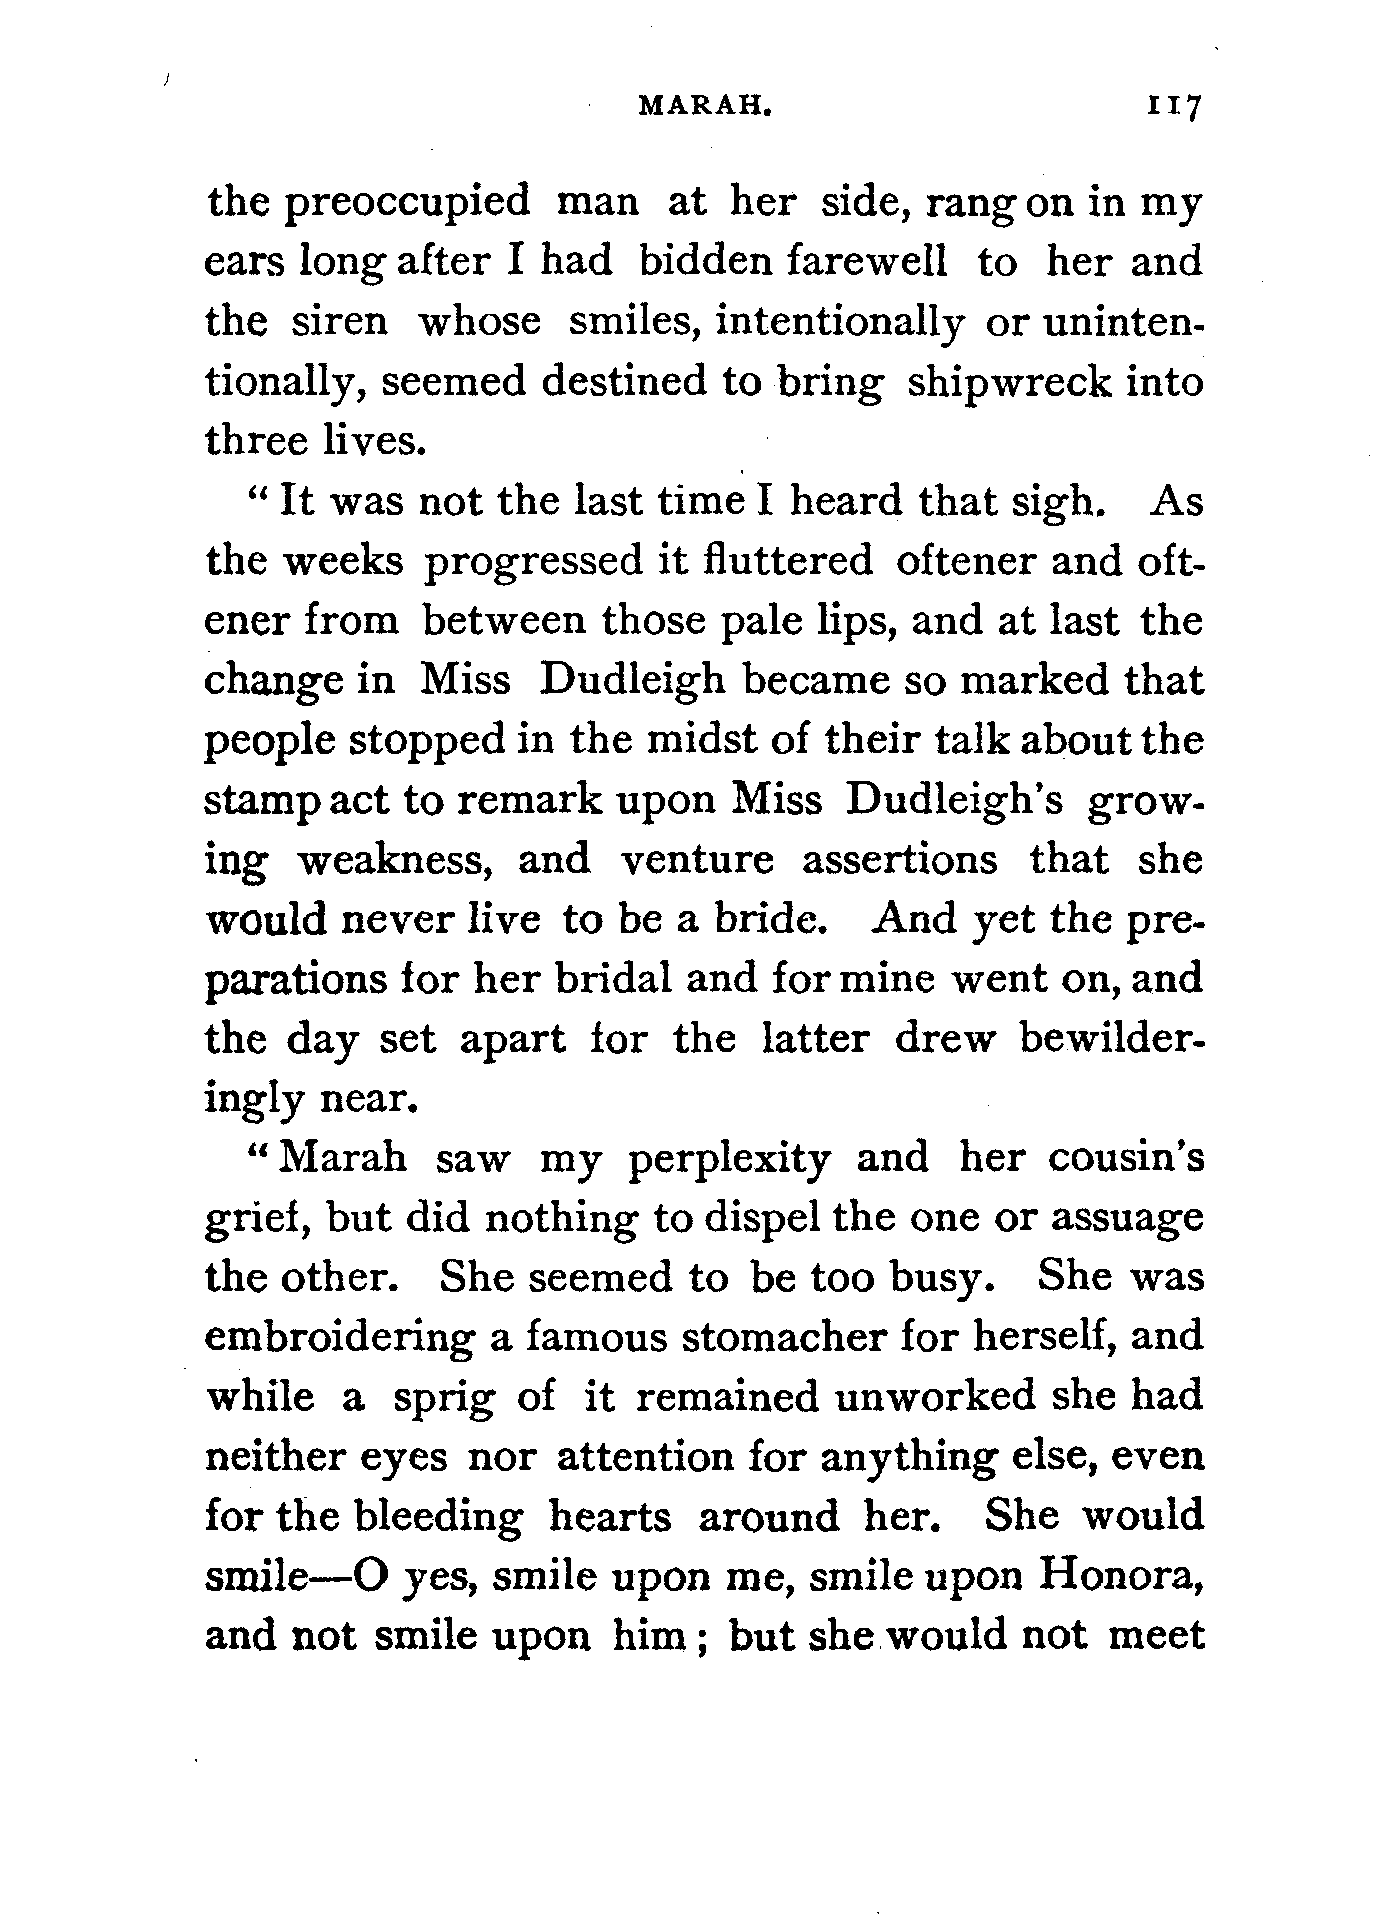 MARAH. 117
the preoccupied man at her side, rang on in my
ears long after I had bidden farewell to her and
the siren whose smiles, intentionally or uninten-
tionally, seemed destined to bring shipwreck into
three lives.
“ It was not the last time I heard that sigh. As
the weeks progressed it fluttered oftener and oft-
ener from between those pale lips, and at last the
change in Miss Dudleigh became so marked that
people stopped in the midst of their talk about the
stamp act to remark upon Miss Dudleigh's grow-
ing weakness, and venture assertions that she
would never live to be a bride. And yet the pre-
parations for her bridal and for mine went on, and
the day set apart for the latter drew bewilder-
ingly near.
“ Marah saw my perplexity and her cousin's
grief, but did nothing to dispel the one or assuage
the other. She seemed to be too busy. She was
embroidering a famous stomacher for herself, and
while a sprig of it remained unworked she had
neither eyes nor attention for anything else, even
for the bleeding hearts around her. She would
smile—O yes, smile upon me, smile upon Honora,
and not smile upon him ; but she would not meet